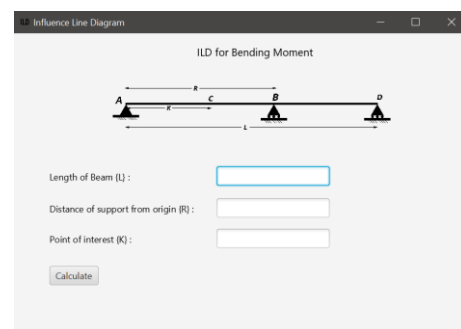 ILD Influence Line Diagram
ILD for Bending Moment
R
A C B D
K
L
Length of Beam (L) :
Distance of support from origin (R) :
Point of interest (K) :
Calculate